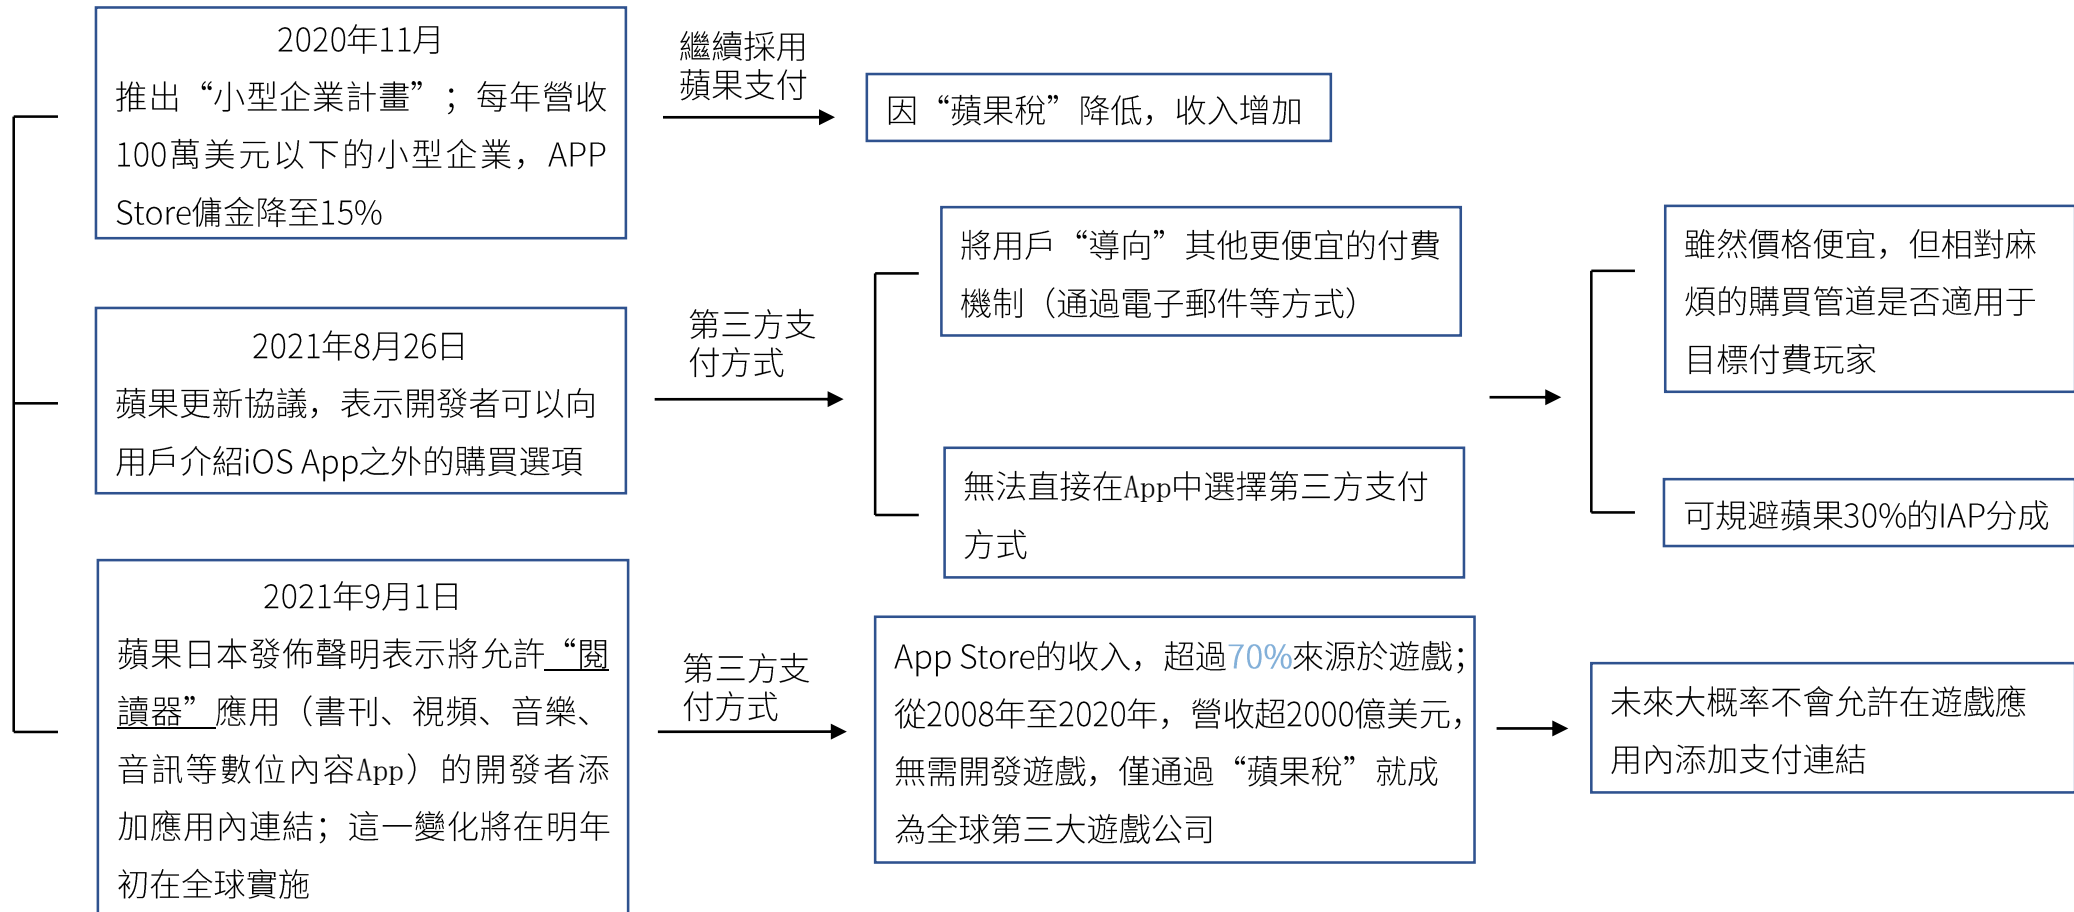 2020年11月
推出“小型企業計畫”；每年營收
100萬美元以下的小型企業，APP
Store傭金降至15%
繼續採用
蘋果支付
因“蘋果稅”降低，收入增加
2021年8月26日
蘋果更新協議，表示開發者可以向
用戶介紹iOS App之外的購買選項
第三方支
付方式
將用戶“導向”其他更便宜的付費
機制（通過電子郵件等方式）
無法直接在App中選擇第三方支付
方式
雖然價格便宜，但相對麻
煩的購買管道是否適用于
目標付費玩家
可規避蘋果30%的IAP分成
2021年9月1日
蘋果日本發佈聲明表示將允許“閱
讀器”應用（書刊、視頻、音樂、
音訊等數位內容App）的開發者添
加應用內連結；這一變化將在明年
初在全球實施
第三方支
付方式
App Store的收入，超過70%來源於遊戲；
從2008年至2020年，營收超2000億美元，
無需開發遊戲，僅通過“蘋果稅”就成
為全球第三大遊戲公司
未來大概率不會允許在遊戲應
用內添加支付連結